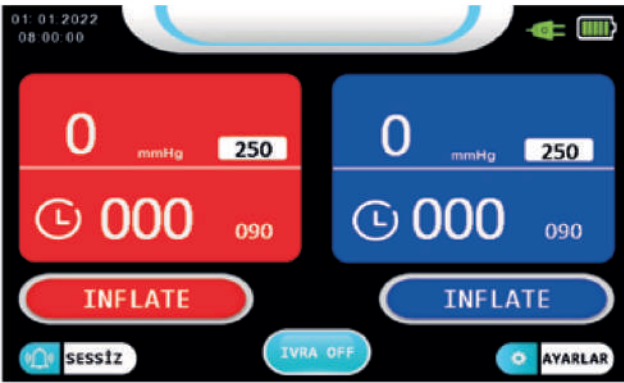 01:01.2022
08:00:00
0 mmHg 250
000 090
0 mmHg 250
000 090
INFLATE
INFLATE
SESSİZ
IVRA OFF
AYARLAR